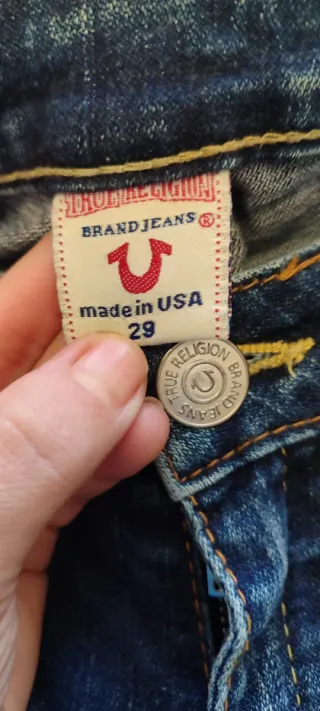 TRUE RELIGION
BRAND JEANS ®
made in USA
29
TRUE RELIGION BRAND JEANS